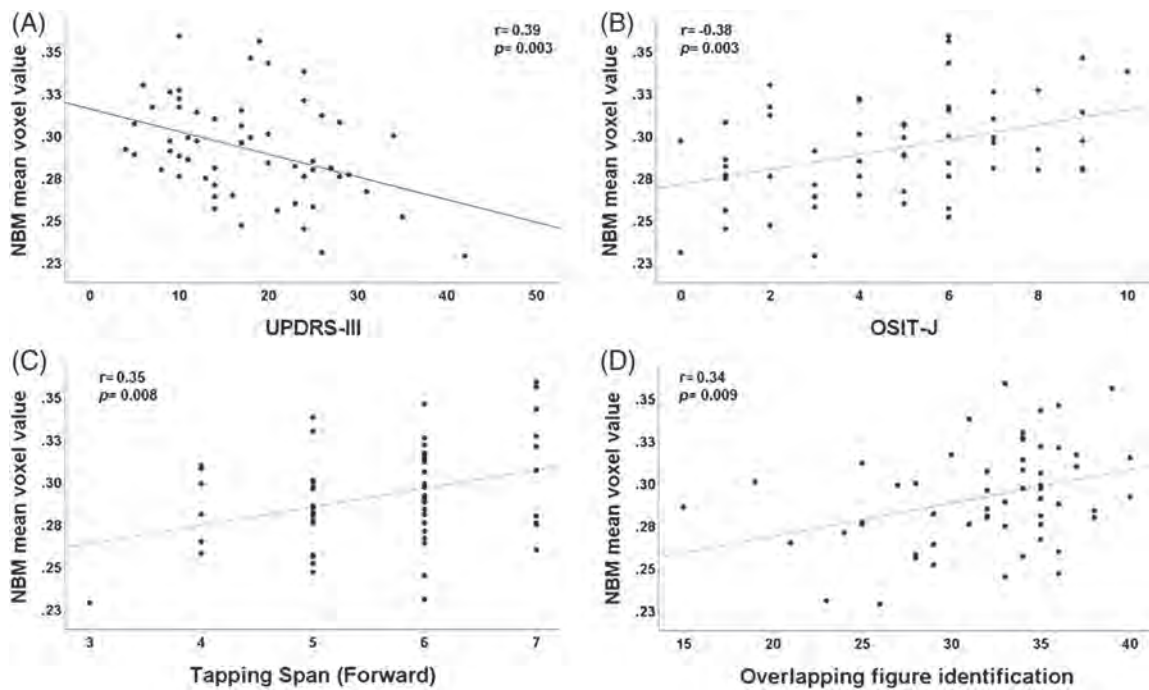 (A)
r= 0.39
p= 0.003
NBM mean voxel value
.35
.33
.30
.28
.25
.23
0 10 20 30 40 50
UPDRS-III
(B)
r= -0.38
p= 0.003
NBM mean voxel value
.35
.33
.30
.28
.25
.23
0 2 4 6 8 10
OSIT-J
(C)
r= 0.35
p= 0.008
NBM mean voxel value
.35
.33
.30
.28
.25
.23
3 4 5 6 7
Tapping Span (Forward)
(D)
r= 0.34
p= 0.009
NBM mean voxel value
.35
.33
.30
.28
.25
.23
15 20 25 30 35 40
Overlapping figure identification